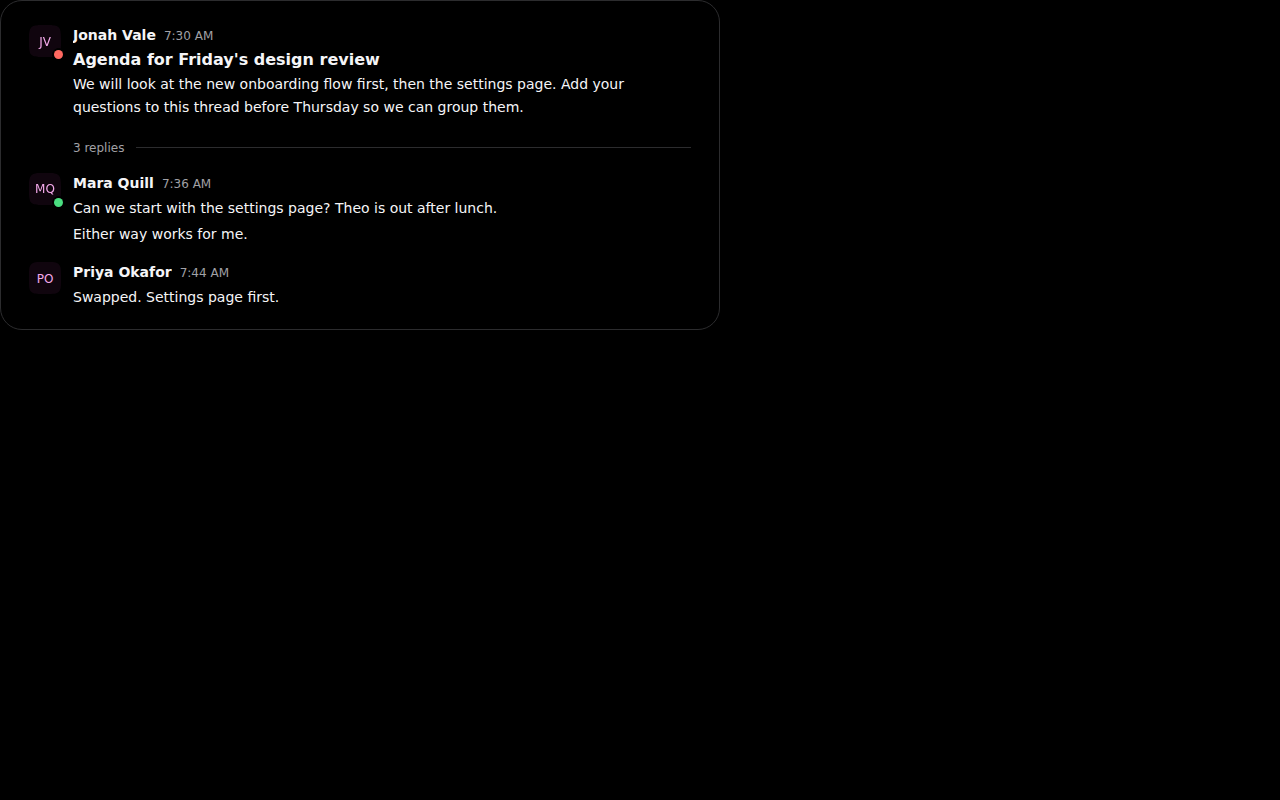 JV
Jonah Vale 7:30 AM
Agenda for Friday's design review
We will look at the new onboarding flow first, then the settings page. Add your
questions to this thread before Thursday so we can group them.
3 replies
MQ
Mara Quill 7:36 AM
Can we start with the settings page? Theo is out after lunch.
Either way works for me.
PO
Priya Okafor 7:44 AM
Swapped. Settings page first.